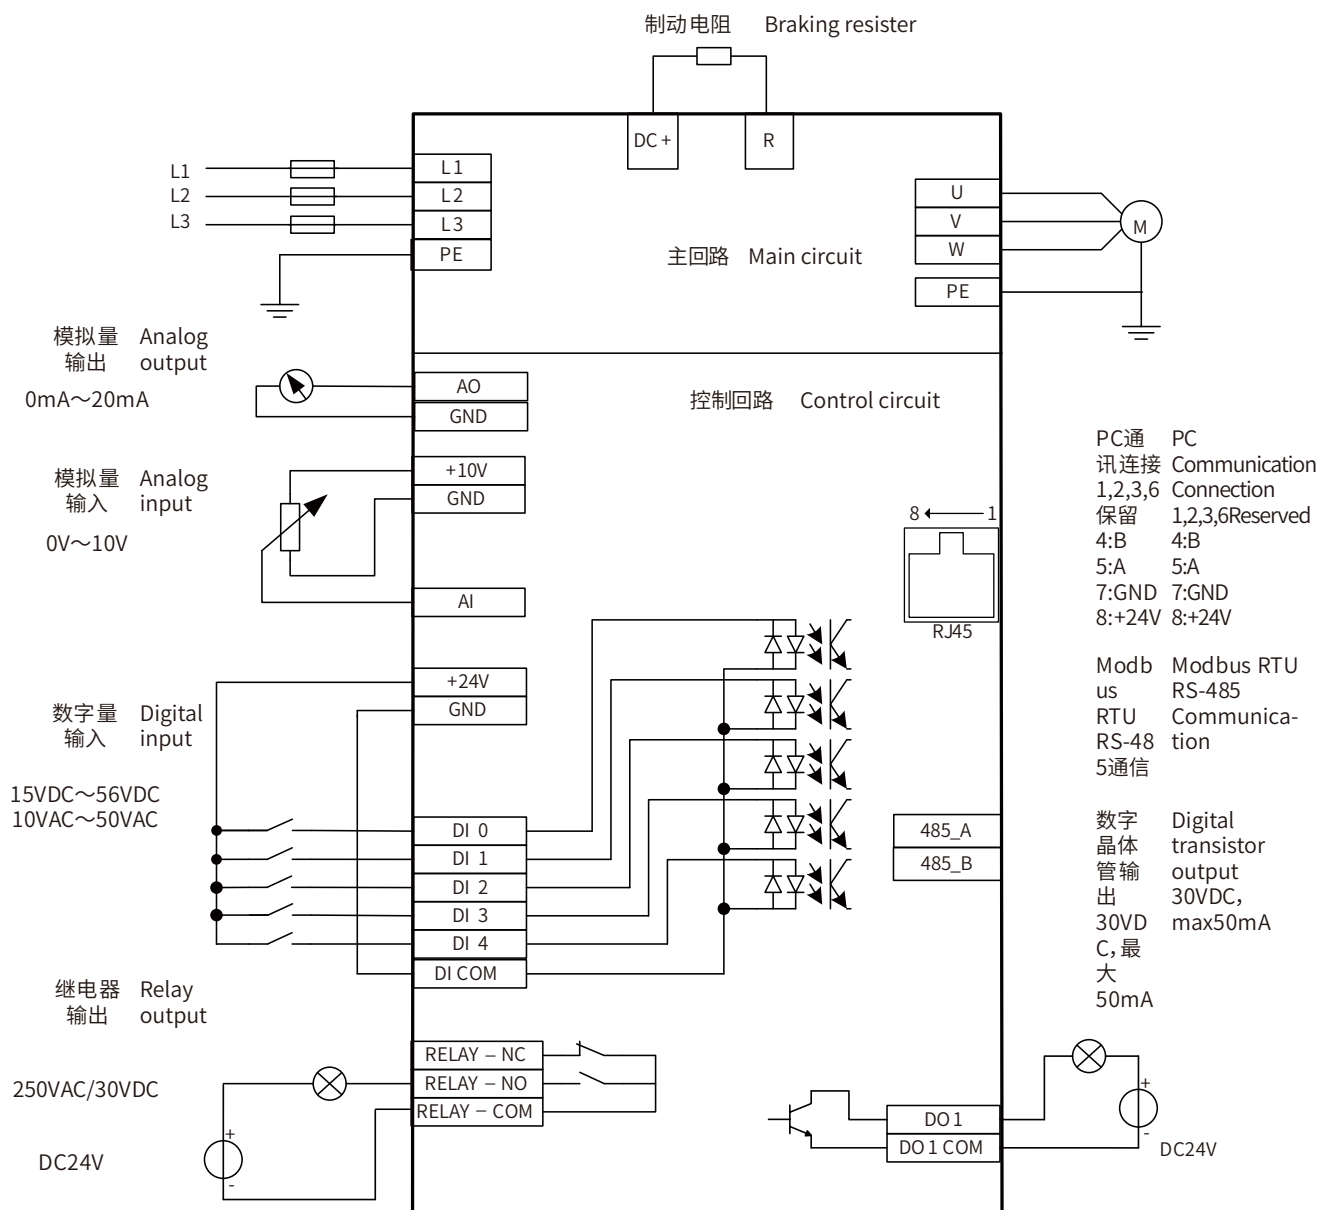 制动电阻 Braking resister
DC +
R
L1
L2
L3
L1
L2
L3
PE
U
V
W
PE
M
主回路 Main circuit
模拟量 Analog
输出 output
0mA～20mA
AO
GND
控制回路 Control circuit
模拟量 Analog
输入 input
0V～10V
+10V
GND
AI
8
1
RJ45
PC通 PC
讯连接 Communication
1,2,3,6 Connection
保留 1,2,3,6Reserved
4:B 4:B
5:A 5:A
7:GND 7:GND
8:+24V 8:+24V
数字量 Digital
输入 input
15VDC～56VDC
10VAC～50VAC
+24V
GND
DI 0
DI 1
DI 2
DI 3
DI 4
DI COM
Modb Modbus RTU
us RS-485
RTU Communica-
RS-48 tion
5通信
485_A
485_B
数字 Digital
晶体 transistor
管输 output
出 30VDC，
30VD max50mA
C，最
大
50mA
继电器 Relay
输出 output
250VAC/30VDC
RELAY – NC
RELAY – NO
RELAY – COM
+
-
DC24V
DO 1
DO 1 COM
+
-
DC24V